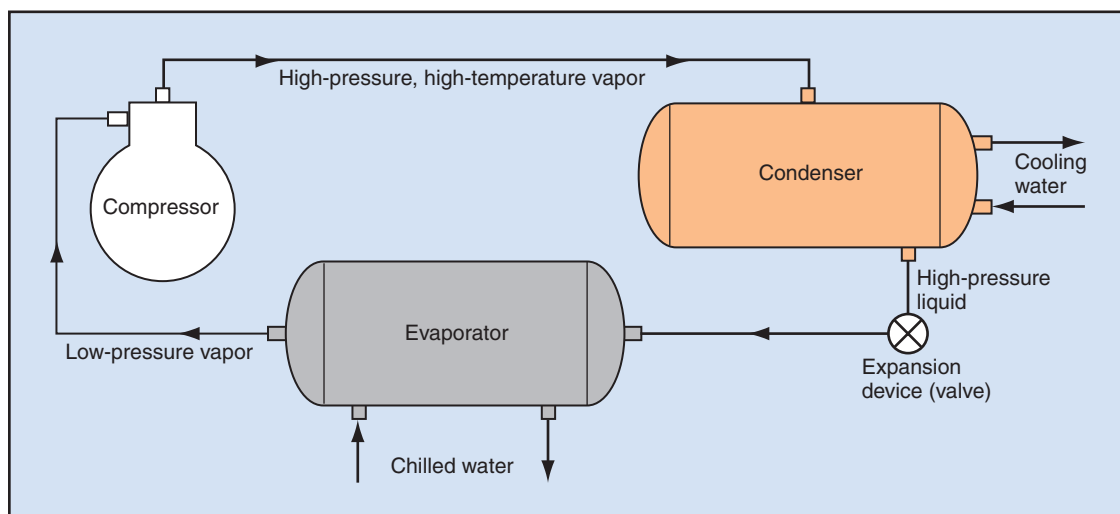 High-pressure, high-temperature vapor
Compressor
Condenser
Cooling
water
High-pressure
liquid
Evaporator
Low-pressure vapor
Expansion
device (valve)
Chilled water